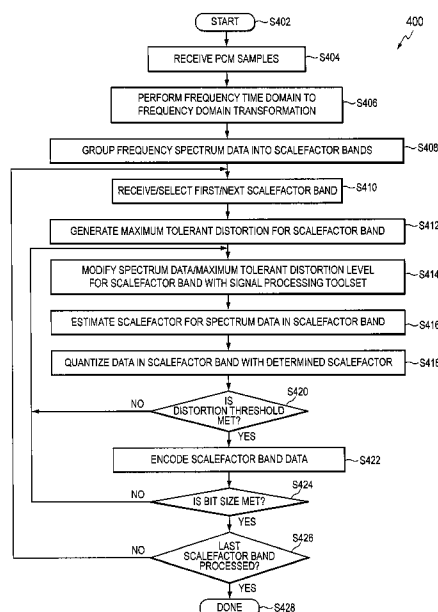 START
S402
400
RECEIVE PCM SAMPLES
S404
PERFORM FREQUENCY TIME DOMAIN TO
FREQUENCY DOMAIN TRANSFORMATION
S406
GROUP FREQUENCY SPECTRUM DATA INTO SCALEFACTOR BANDS
S408
RECEIVE/SELECT FIRST/NEXT SCALEFACTOR BAND
S410
GENERATE MAXIMUM TOLERANT DISTORTION FOR SCALEFACTOR BAND
S412
MODIFY SPECTRUM DATA/MAXIMUM TOLERANT DISTORTION LEVEL
FOR SCALEFACTOR BAND WITH SIGNAL PROCESSING TOOLSET
S414
ESTIMATE SCALEFACTOR FOR SPECTRUM DATA IN SCALEFACTOR BAND
S416
QUANTIZE DATA IN SCALEFACTOR BAND WITH DETERMINED SCALEFACTOR
S418
S420
NO
IS
DISTORTION THRESHOLD
MET?
YES
ENCODE SCALEFACTOR BAND DATA
S422
S424
NO
IS BIT SIZE MET?
YES
S426
NO
LAST
SCALEFACTOR BAND
PROCESSED?
YES
DONE
S428